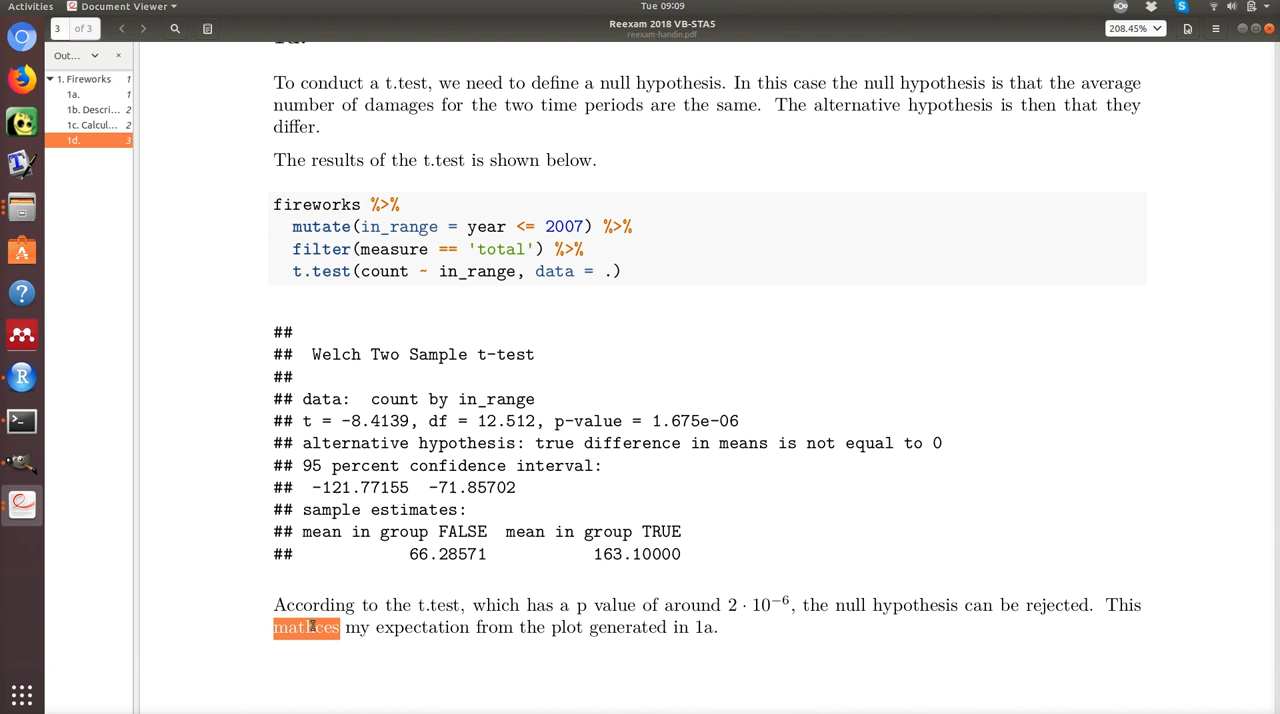 Activities Document Viewer Tue 09:09
3 of 3 Reexam 2018 VB-STA5 208.45%
reexam-handin.pdf
Out...
1. Fireworks 1
1a. 1
1b. Descri... 2
1c. Calcul... 2
1d. 3
To conduct a t.test, we need to define a null hypothesis. In this case the null hypothesis is that the average
number of damages for the two time periods are the same. The alternative hypothesis is then that they
differ.
The results of the t.test is shown below.
fireworks %>%
mutate(in_range = year <= 2007) %>%
filter(measure == 'total') %>%
t.test(count ~ in_range, data = .)
##
## Welch Two Sample t-test
##
## data: count by in_range
## t = -8.4139, df = 12.512, p-value = 1.675e-06
## alternative hypothesis: true difference in means is not equal to 0
## 95 percent confidence interval:
## -121.77155 -71.85702
## sample estimates:
## mean in group FALSE mean in group TRUE
## 66.28571 163.10000
According to the t.test, which has a p value of around 2 · 10⁻⁶, the null hypothesis can be rejected. This
matches my expectation from the plot generated in 1a.